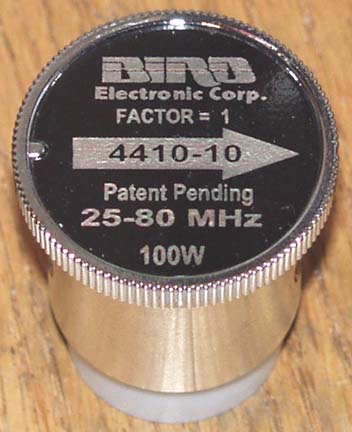 BIRD
Electronic Corp.
FACTOR = 1
4410-10
Patent Pending
25-80 MHz
100W